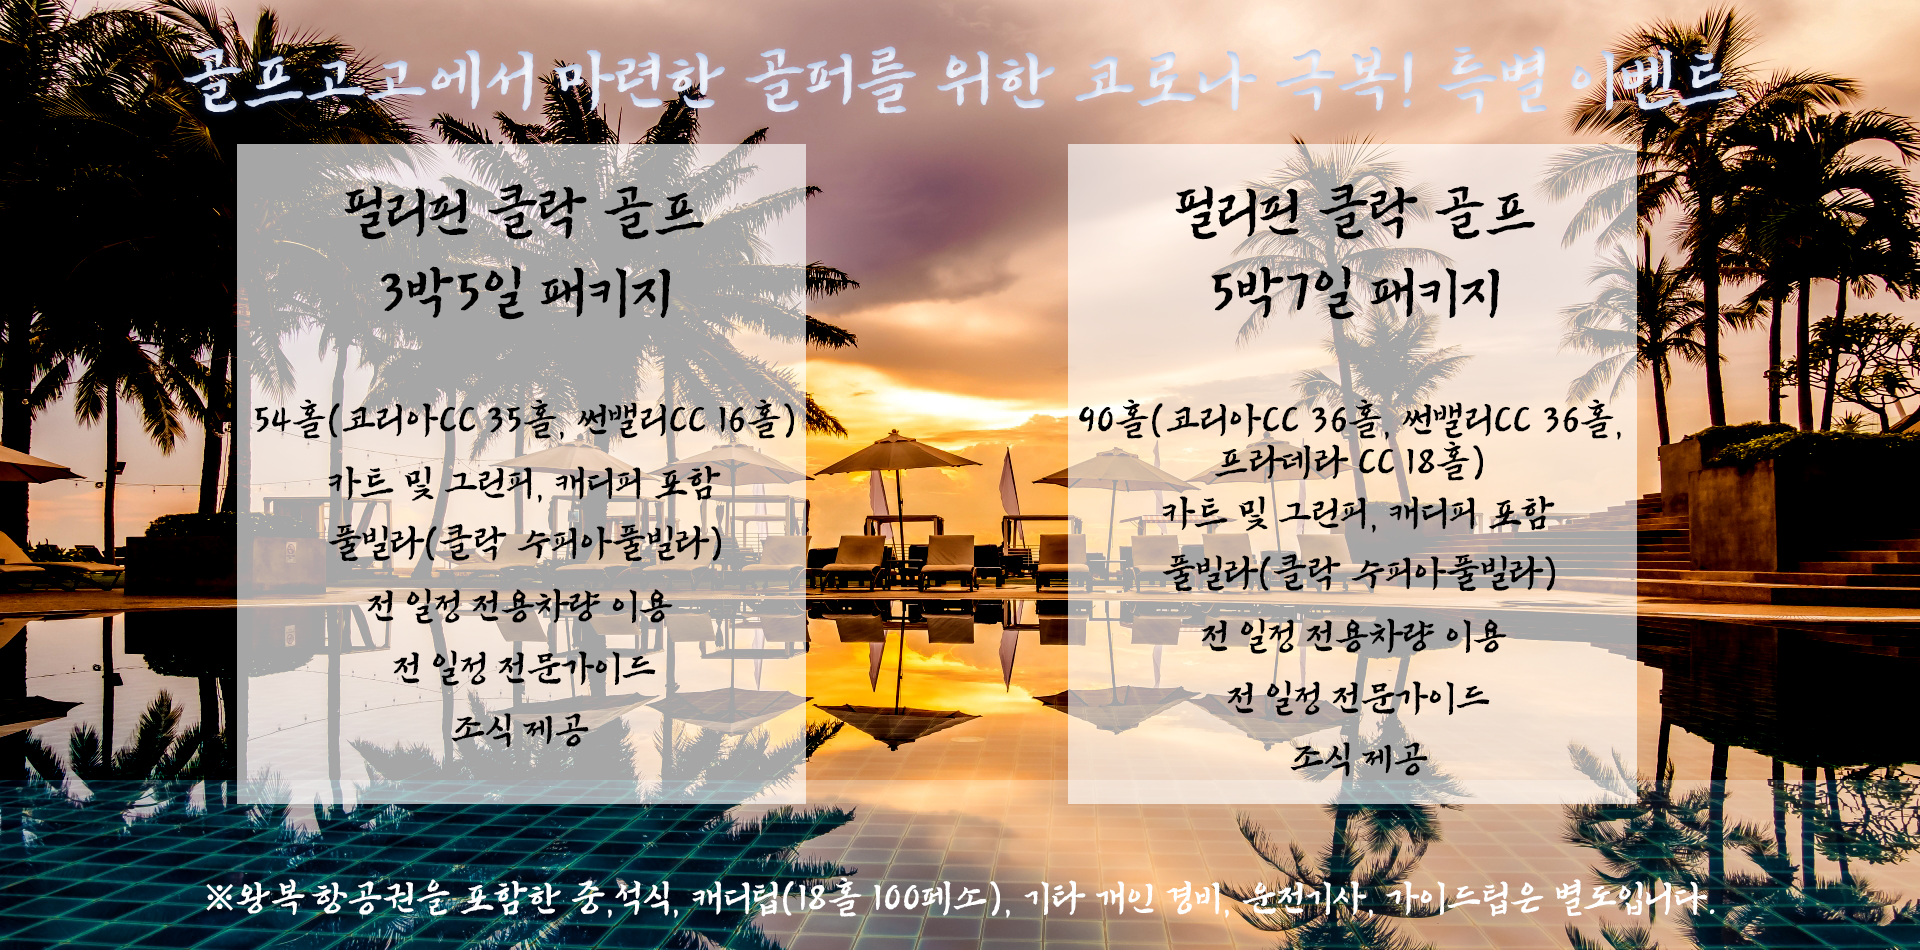 골프고고에서 마련한 골퍼를 위한 코로나 극복! 특별 이벤트
필리핀 클락 골프
3박5일 패키지
54홀(코리아CC 35홀, 썬밸리CC 16홀)
카트 및 그린피, 캐디피 포함
풀빌라(클락 수피아풀빌라)
전 일정 전용차량 이용
전 일정 전문가이드
조식 제공
필리핀 클락 골프
5박7일 패키지
90홀(코리아CC 36홀, 썬밸리CC 36홀,
프라데라 CC 18홀)
카트 및 그린피, 캐디피 포함
풀빌라(클락 수피아풀빌라)
전 일정 전용차량 이용
전 일정 전문가이드
조식 제공
※왕복 항공권을 포함한 중,석식, 캐디팁(18홀 100페소), 기타 개인 경비, 운전기사, 가이드팁은 별도입니다.